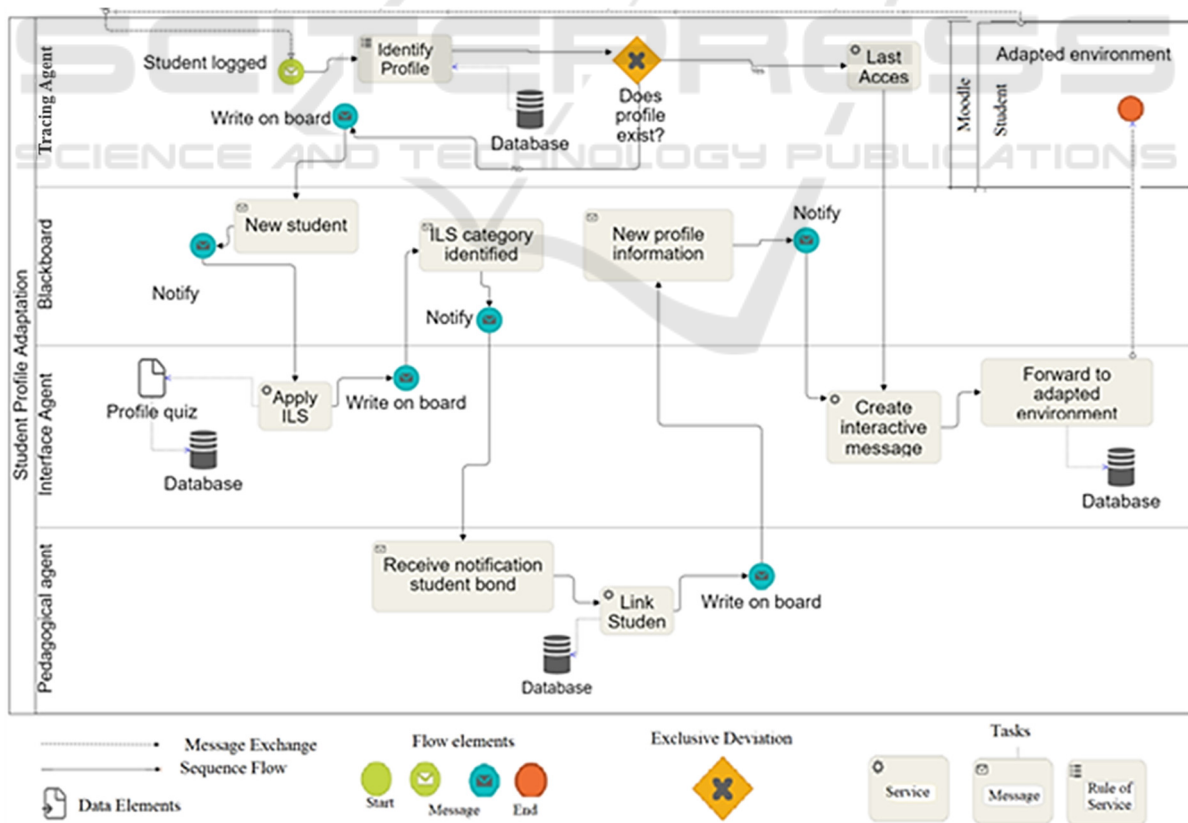 SCITEPRESS
SCIENCE AND TECHNOLOGY PUBLICATIONS
Student Profile Adaptation
Tracing Agent
Student logged
Identify
Profile
Database
Does
profile
exist?
yes
no
Last
Acces
Write on board
Moodle
Student
Adapted environment
Blackboard
New student
Notify
ILS category
identified
Notify
New profile
information
Notify
Interface Agent
Profile quiz
Database
Apply
ILS
Write on board
Create
interactive
message
Forward to
adapted
environment
Database
Pedagogical agent
Receive notification
student bond
Link
Studen
Database
Write on board
Message Exchange
Sequence Flow
Data Elements
Flow elements
Start
Message
End
Exclusive Deviation
Tasks
Service
Message
Rule of
Service